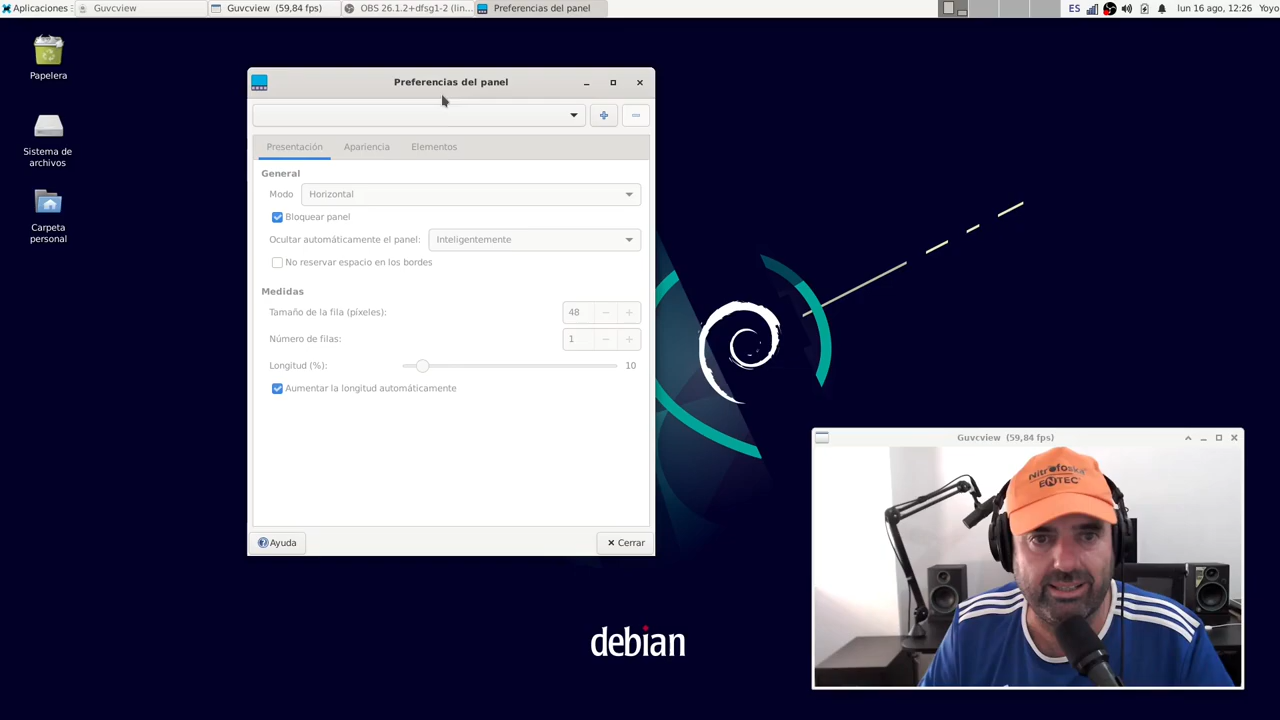 Aplicaciones
Guvcview
Guvcview (59,84 fps)
OBS 26.1.2+dfsg1-2 (lin...
Preferencias del panel
ES
lun 16 ago, 12:26
Yoyo
Papelera
Sistema de
archivos
Carpeta
personal
Preferencias del panel
Presentación
Apariencia
Elementos
General
Modo
Horizontal
Bloquear panel
Ocultar automáticamente el panel:
Inteligentemente
No reservar espacio en los bordes
Medidas
Tamaño de la fila (píxeles):
48
Número de filas:
1
Longitud (%):
10
Aumentar la longitud automáticamente
Ayuda
Cerrar
Guvcview (59,84 fps)
Nitrofoska
ENTEC
debian